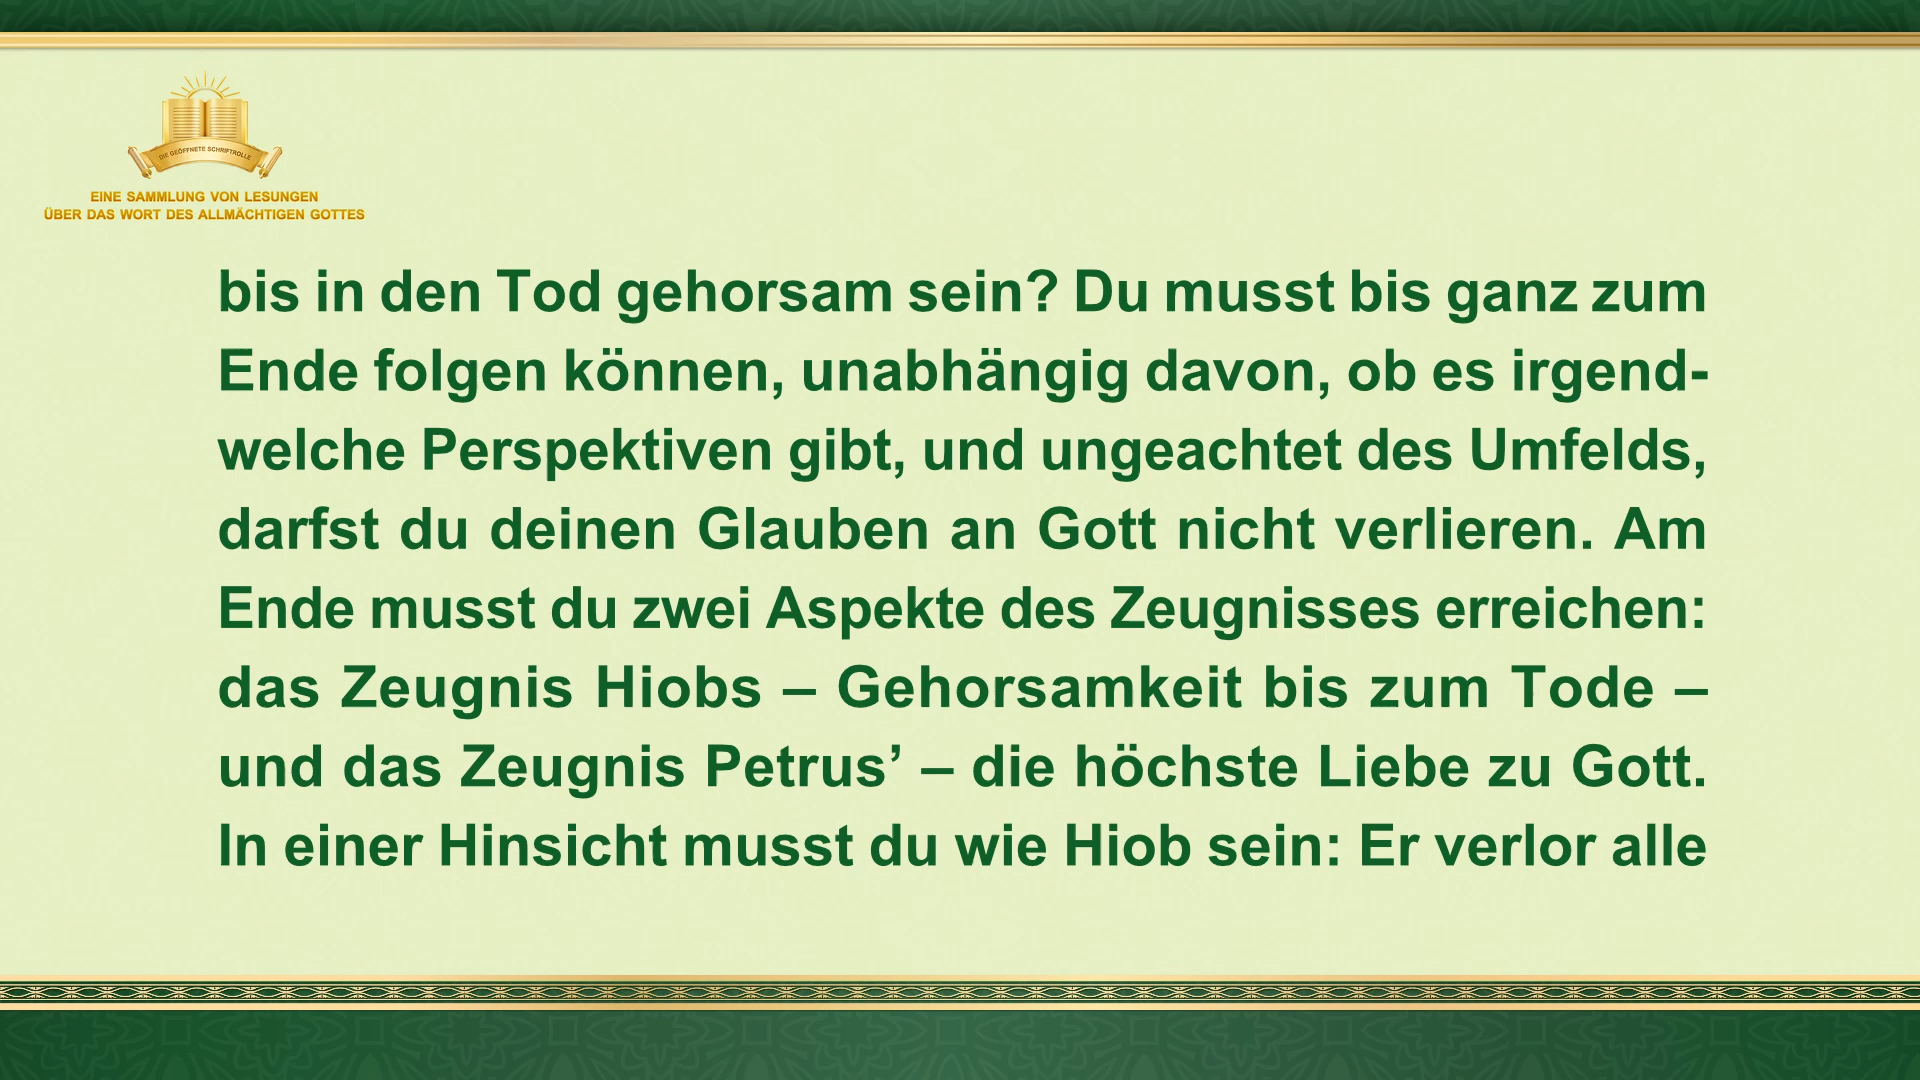 DIE GEÖFFNETE SCHRIFTROLLE
EINE SAMMLUNG VON LESUNGEN
ÜBER DAS WORT DES ALLMÄCHTIGEN GOTTES
bis in den Tod gehorsam sein? Du musst bis ganz zum
Ende folgen können, unabhängig davon, ob es irgend-
welche Perspektiven gibt, und ungeachtet des Umfelds,
darfst du deinen Glauben an Gott nicht verlieren. Am
Ende musst du zwei Aspekte des Zeugnisses erreichen:
das Zeugnis Hiobs – Gehorsamkeit bis zum Tode –
und das Zeugnis Petrus’ – die höchste Liebe zu Gott.
In einer Hinsicht musst du wie Hiob sein: Er verlor alle